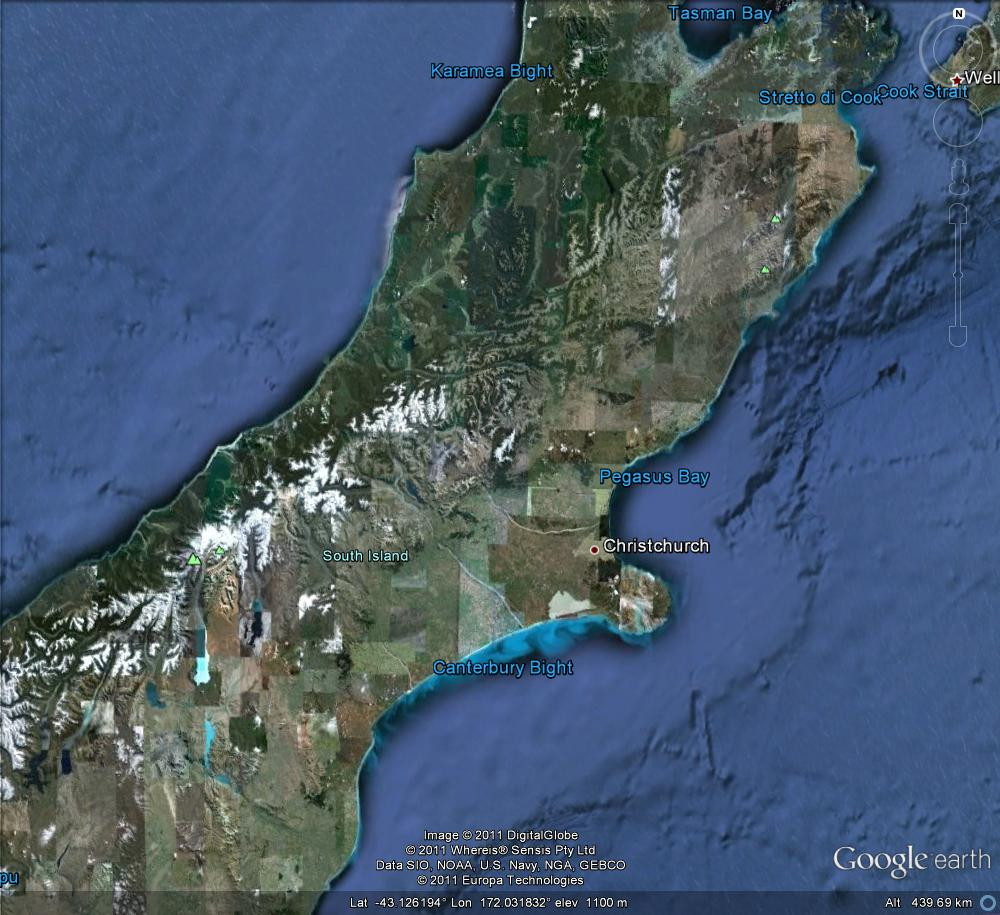 Tasman Bay
N
Karamea Bight
Well
Stretto di Cook
Cook Strait
Pegasus Bay
Christchurch
South Island
Canterbury Bight
Image © 2011 DigitalGlobe
© 2011 Whereis® Sensis Pty Ltd
Data SIO, NOAA, U.S. Navy, NGA, GEBCO
© 2011 Europa Technologies
Google earth
pu
Lat -43.126194° Lon 172.031832° elev 1100 m
Alt 439.69 km